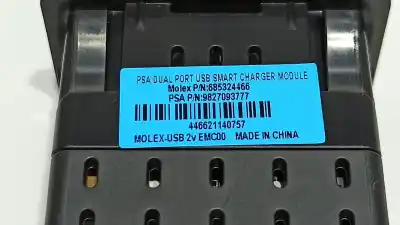 PSA DUAL PORT USB SMART CHARGER MODULE
Molex P/N:685324466
PSA P/N:9827093777
446621140757
MOLEX-USB 2v EMC00 MADE IN CHINA